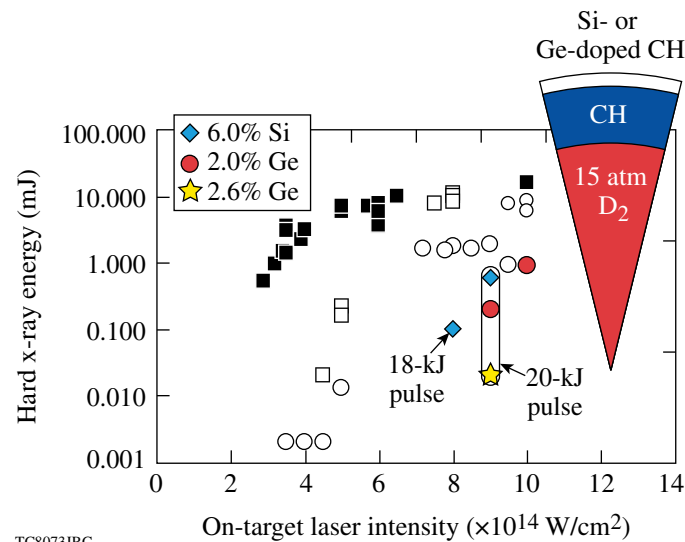 Si- or
Ge-doped CH
CH
15 atm
D2
6.0% Si
2.0% Ge
2.6% Ge
Hard x-ray energy (mJ)
100.000
10.000
1.000
0.100
0.010
0.001
18-kJ
pulse
20-kJ
pulse
0 2 4 6 8 10 12 14
On-target laser intensity (×10^14 W/cm^2)